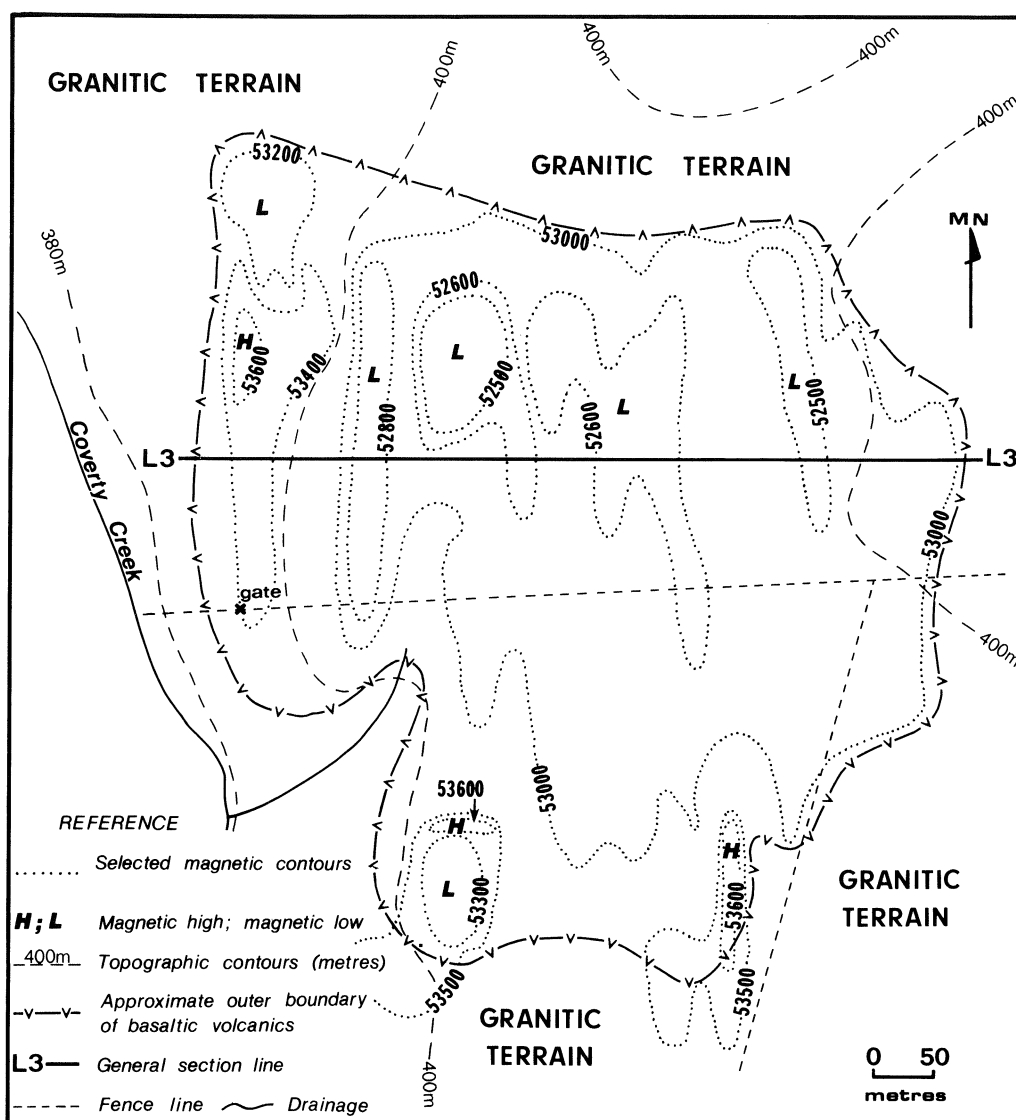 400m
400m
400m
GRANITIC TERRAIN
400m
53200
GRANITIC TERRAIN
L
MN
53000
380m
52600
H
53600
53400
L
L
52500
L
52500
L
52800
52600
L3
L3
Coverty Creek
53000
gate
400m
53600
53000
H
H
REFERENCE
Selected magnetic contours
L
53300
53600
GRANITIC
TERRAIN
H; L Magnetic high; magnetic low
400m Topographic contours (metres)
53500
53500
Approximate outer boundary
of basaltic volcanics
GRANITIC
TERRAIN
L3 General section line
400m
0 50
metres
Fence line Drainage